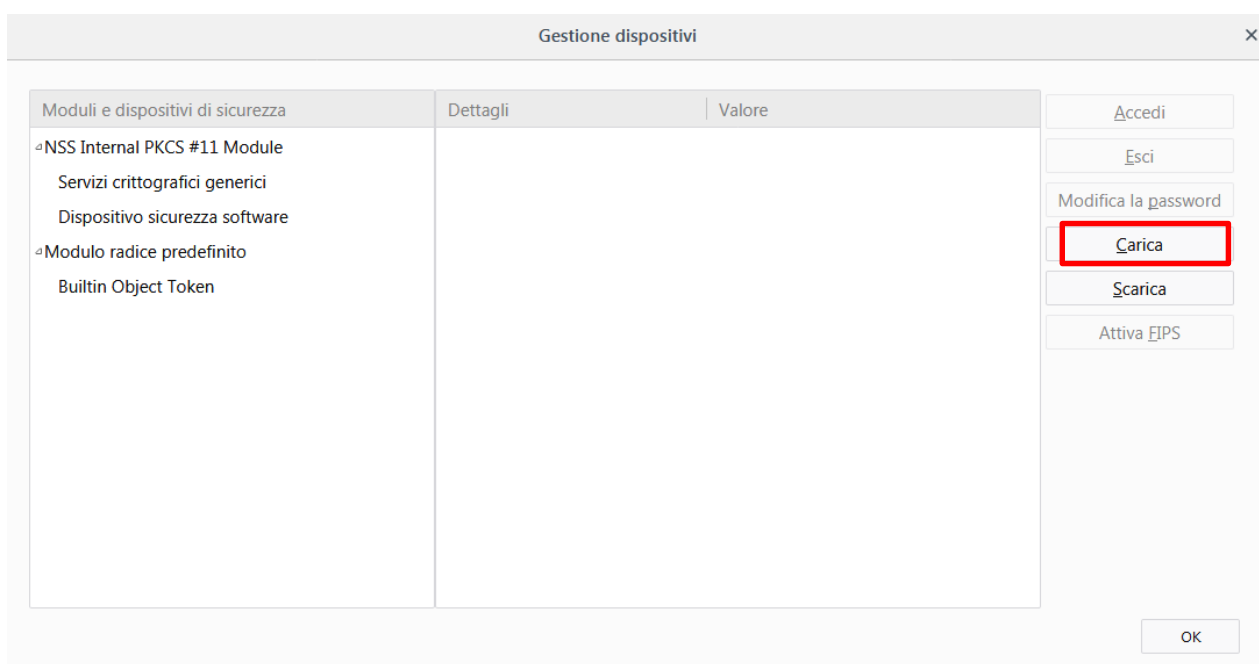 Gestione dispositivi
Moduli e dispositivi di sicurezza
Dettagli
Valore
NSS Internal PKCS #11 Module
Servizi crittografici generici
Dispositivo sicurezza software
Modulo radice predefinito
Builtin Object Token
Accedi
Esci
Modifica la password
Carica
Scarica
Attiva FIPS
OK